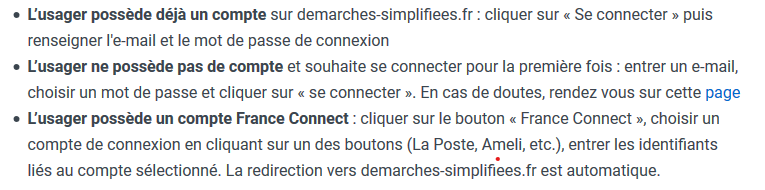 • L’usager possède déjà un compte sur demarches-simplifiees.fr : cliquer sur « Se connecter » puis
renseigner l'e-mail et le mot de passe de connexion
• L’usager ne possède pas de compte et souhaite se connecter pour la première fois : entrer un e-mail,
choisir un mot de passe et cliquer sur « se connecter ». En cas de doutes, rendez vous sur cette page
• L’usager possède un compte France Connect : cliquer sur le bouton « France Connect », choisir un
compte de connexion en cliquant sur un des boutons (La Poste, Ameli, etc.), entrer les identifiants
liés au compte sélectionné. La redirection vers demarches-simplifiees.fr est automatique.